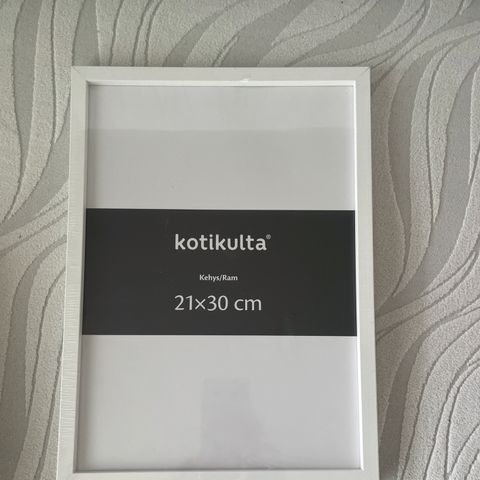 kotikulta®
Kehys/Ram
21×30 cm